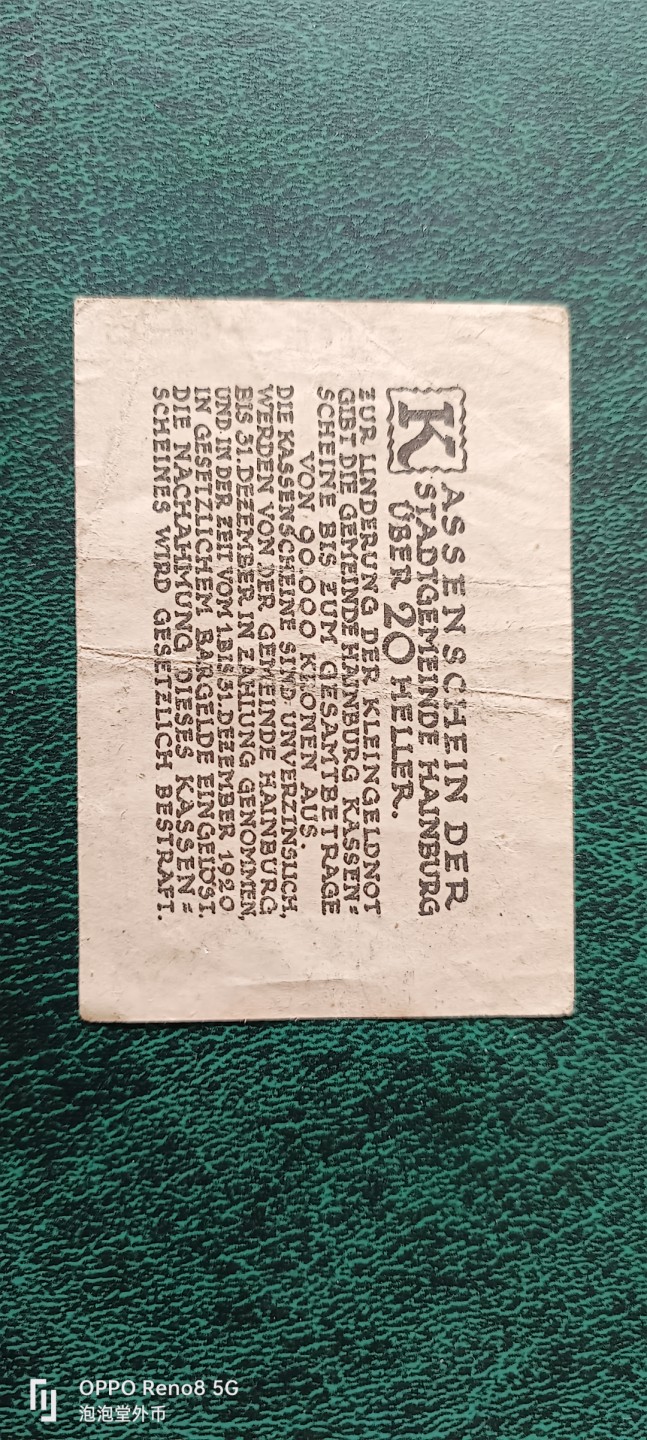 KASSENSCHEIN DER
STADTGEMEINDE HAINBURG
ÜBER 20 HELLER.
ZUR LINDERUNG DER KLEINGELDNOT
GIBT DIE GEMEINDE HAINBURG KASSEN=
SCHEINE BIS ZUM GESAMTBETRAGE
VON 90.000 KRONEN AUS.
DIE KASSENSCHEINE SIND UNVERZINSLICH,
WERDEN VON DER GEMEINDE HAINBURG
BIS 31. DEZEMBER IN ZAHLUNG GENOMMEN,
UND IN DER ZEIT VOM 1. BIS 31. DEZEMBER 1920
IN GESETZLICHEM BARGELDE EINGELÖST.
DIE NACHAHMUNG DIESES KASSEN=
SCHEINES WIRD GESETZLICH BESTRAFT.
OPPO Reno8 5G
泡泡堂外币